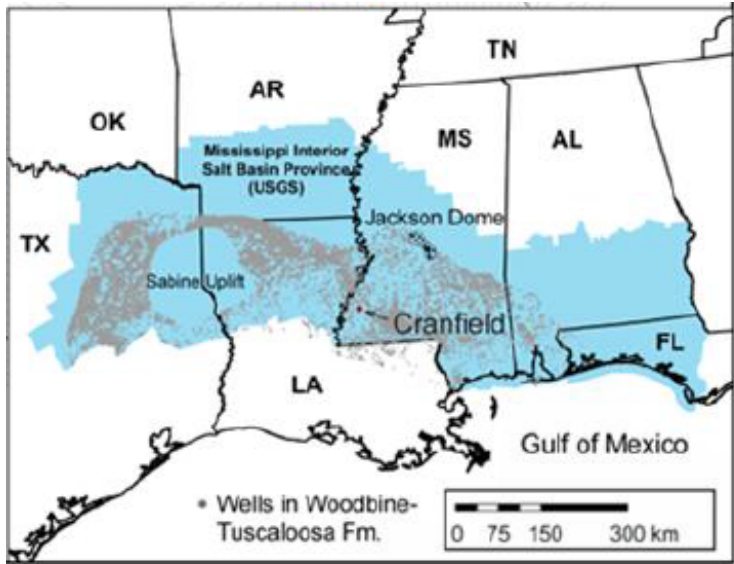 TN
AR
OK
Mississippi Interior
Salt Basin Province
(USGS)
MS
AL
Jackson Dome
TX
Sabine Uplift
Cranfield
FL
LA
Gulf of Mexico
Wells in Woodbine-
Tuscaloosa Fm.
0 75 150 300 km